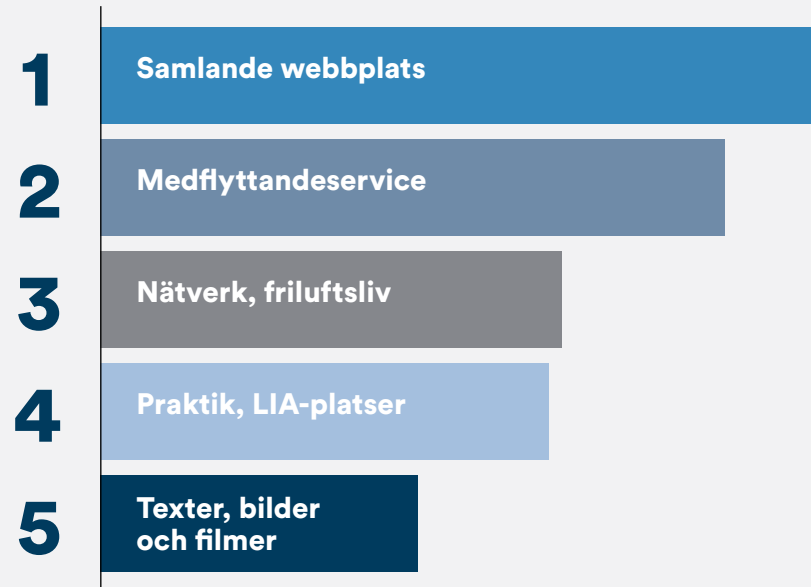 1 Samlande webbplats
2 Medflyttandeservice
3 Nätverk, friluftsliv
4 Praktik, LIA-platser
5 Texter, bilder
och filmer